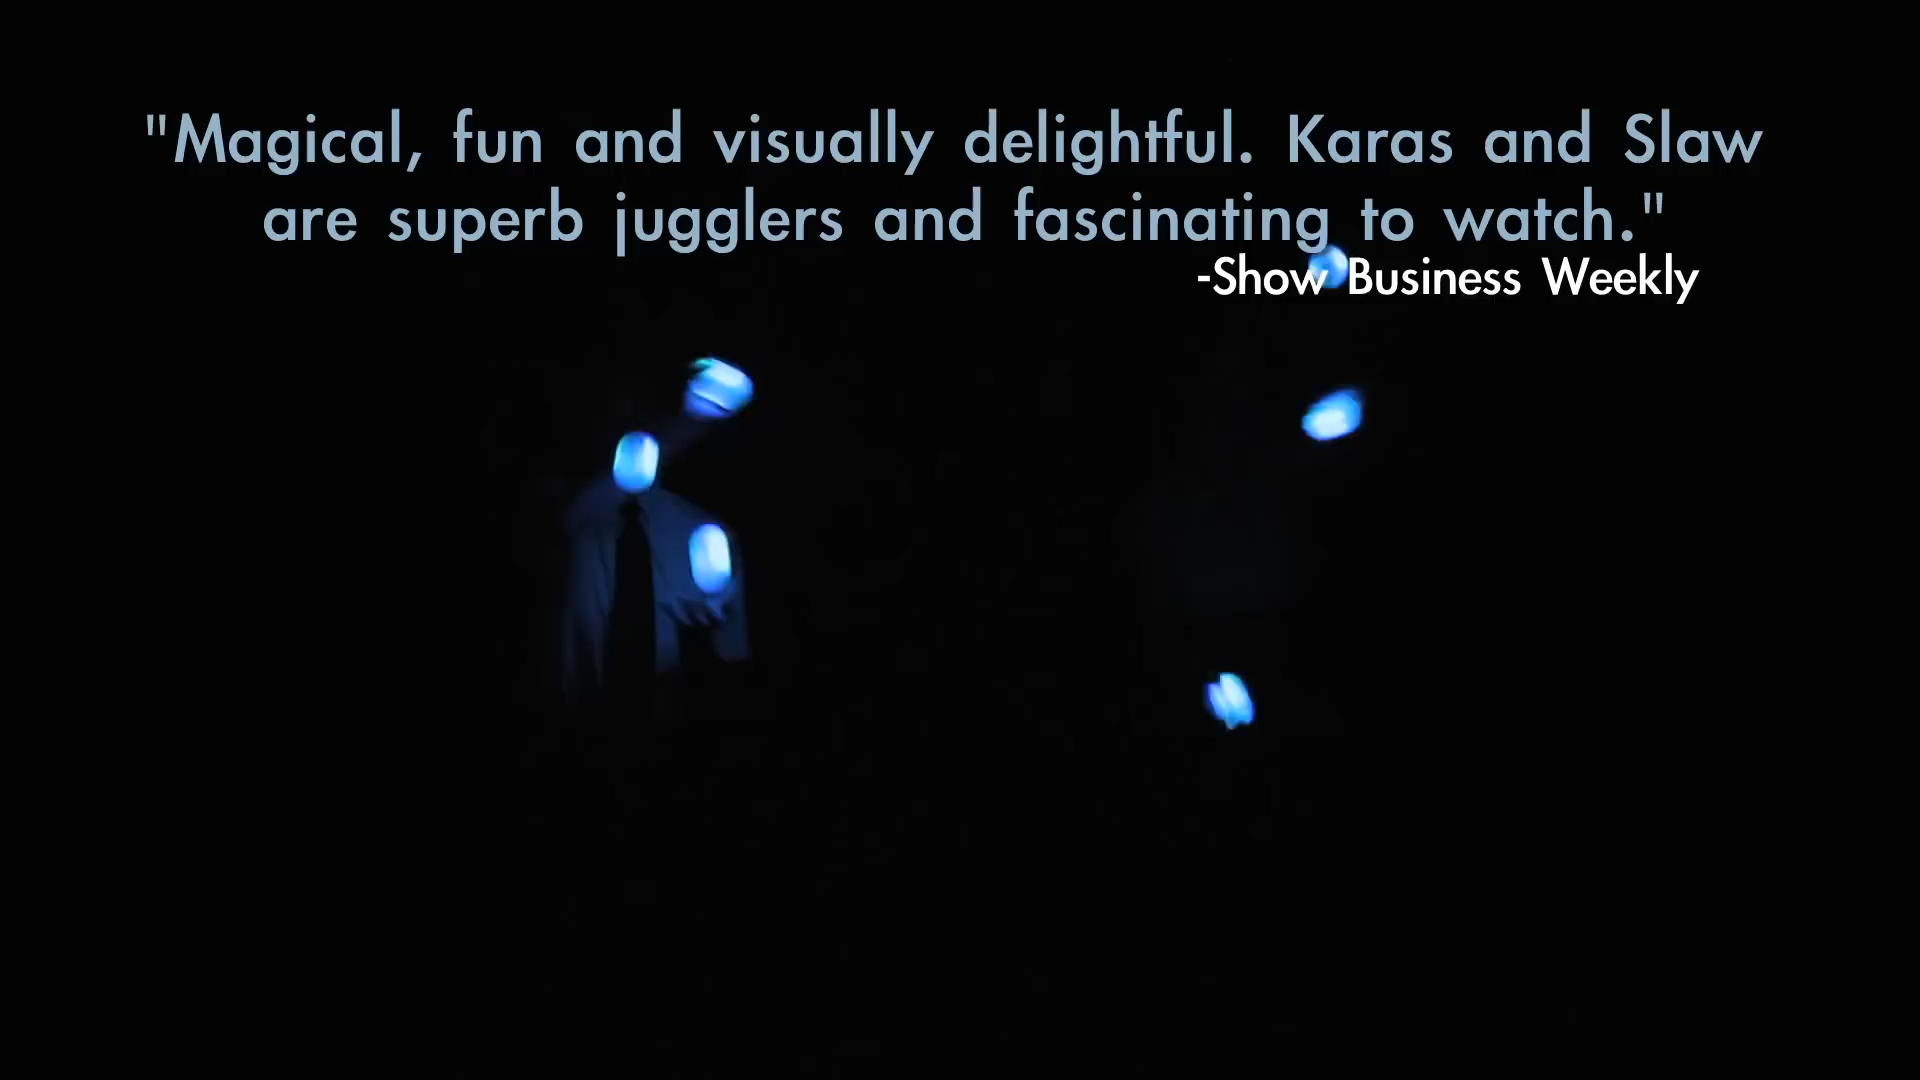 "Magical, fun and visually delightful. Karas and Slaw
are superb jugglers and fascinating to watch."
-Show Business Weekly